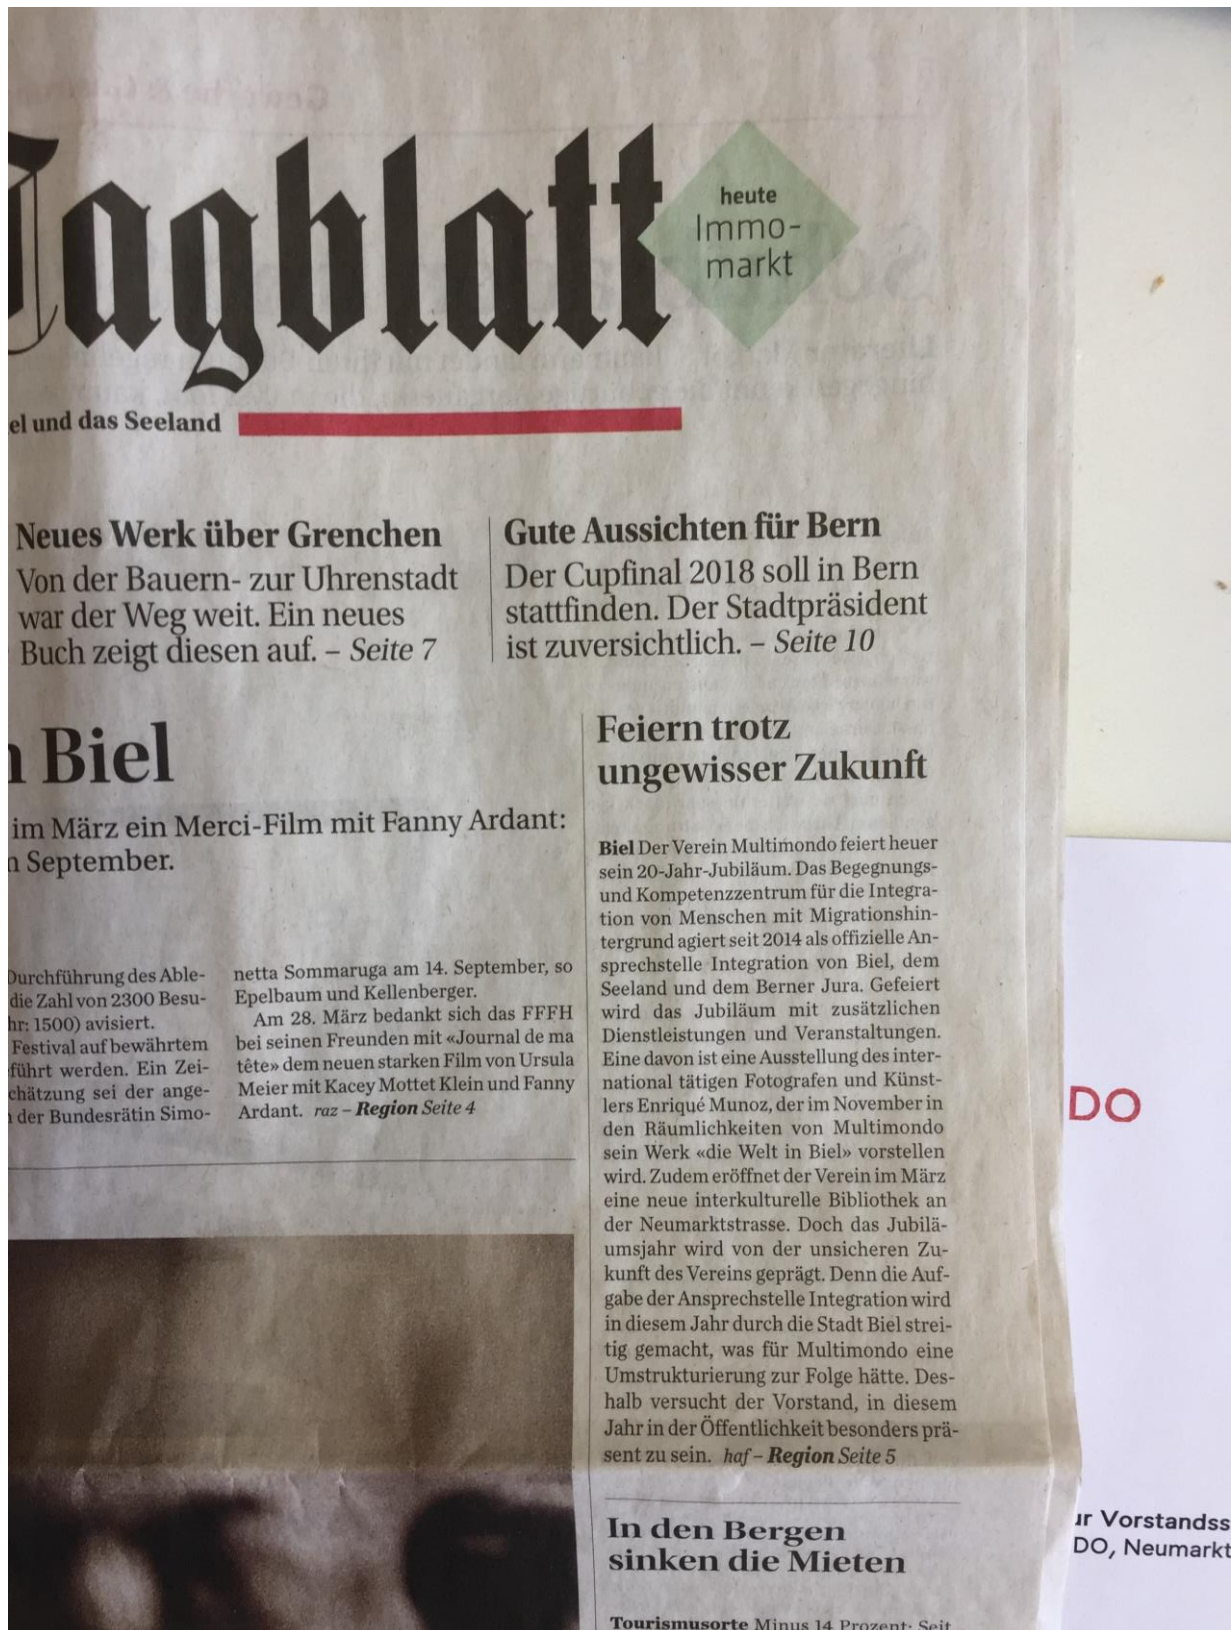 Tagblatt
heute
Immo-
markt
el und das Seeland
Neues Werk über Grenchen
Von der Bauern- zur Uhrenstadt
war der Weg weit. Ein neues
Buch zeigt diesen auf. – Seite 7
Gute Aussichten für Bern
Der Cupfinal 2018 soll in Bern
stattfinden. Der Stadtpräsident
ist zuversichtlich. – Seite 10
n Biel
im März ein Merci-Film mit Fanny Ardant:
n September.
Durchführung des Able-
die Zahl von 2300 Besu-
hr: 1500) avisiert.
Festival auf bewährtem
führt werden. Ein Zei-
chätzung sei der ange-
der Bundesrätin Simo-
netta Sommaruga am 14. September, so
Epelbaum und Kellenberger.
Am 28. März bedankt sich das FFFH
bei seinen Freunden mit «Journal de ma
tête» dem neuen starken Film von Ursula
Meier mit Kacey Mottet Klein und Fanny
Ardant. raz – Region Seite 4
Feiern trotz
ungewisser Zukunft
Biel Der Verein Multimondo feiert heuer
sein 20-Jahr-Jubiläum. Das Begegnungs-
und Kompetenzzentrum für die Integra-
tion von Menschen mit Migrationshin-
tergrund agiert seit 2014 als offizielle An-
sprechstelle Integration von Biel, dem
Seeland und dem Berner Jura. Gefeiert
wird das Jubiläum mit zusätzlichen
Dienstleistungen und Veranstaltungen.
Eine davon ist eine Ausstellung des inter-
national tätigen Fotografen und Künst-
lers Enriqué Munoz, der im November in
den Räumlichkeiten von Multimondo
sein Werk «die Welt in Biel» vorstellen
wird. Zudem eröffnet der Verein im März
eine neue interkulturelle Bibliothek an
der Neumarktstrasse. Doch das Jubilä-
umsjahr wird von der unsicheren Zu-
kunft des Vereins geprägt. Denn die Auf-
gabe der Ansprechstelle Integration wird
in diesem Jahr durch die Stadt Biel strei-
tig gemacht, was für Multimondo eine
Umstrukturierung zur Folge hätte. Des-
halb versucht der Vorstand, in diesem
Jahr in der Öffentlichkeit besonders prä-
sent zu sein. haf – Region Seite 5
In den Bergen
sinken die Mieten
Tourismusorte Minus 14 Prozent: Seit
DO
ur Vorstandss
DO, Neumarkt